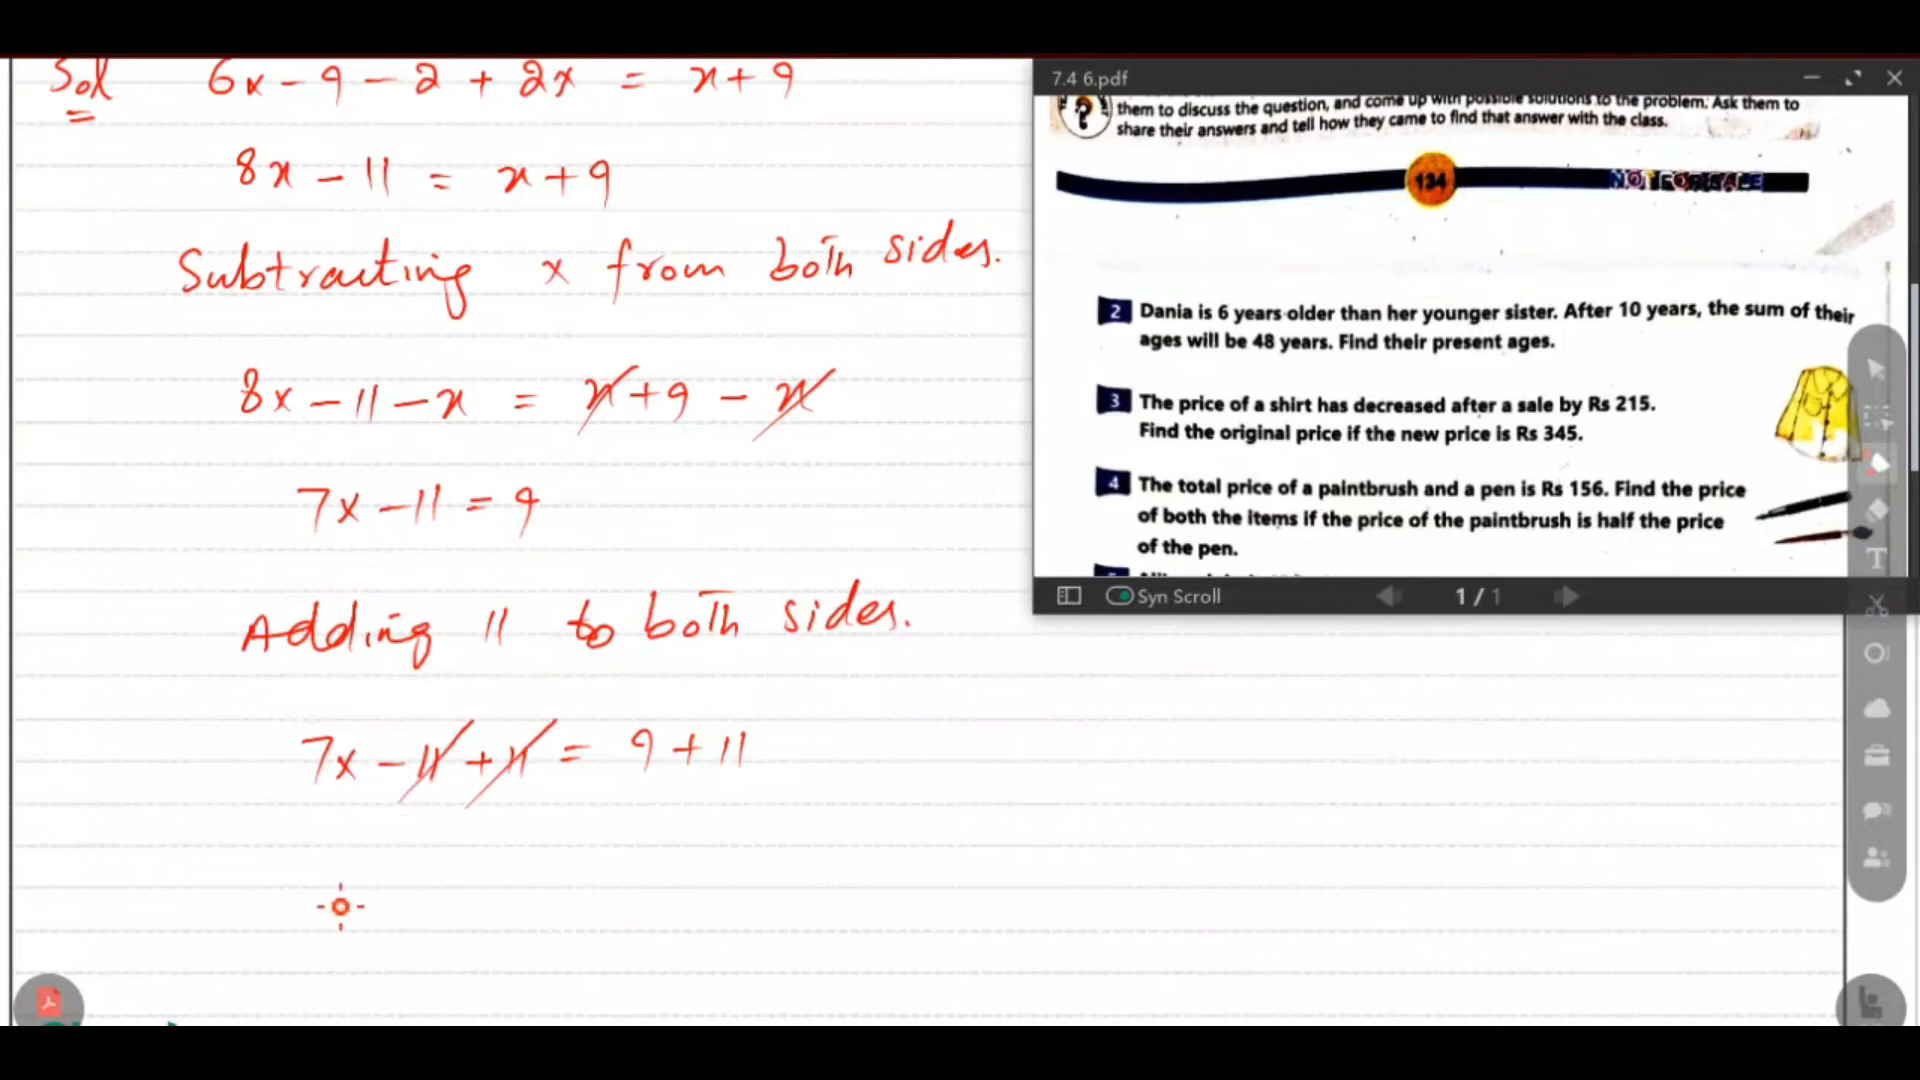 Sol 6x - 9 - 2 + 2x = x + 9
8x - 11 = x + 9
Subtracting x from both sides.
8x - 11 - x = x + 9 - x
7x - 11 = 9
Adding 11 to both sides.
7x - 11 + 11 = 9 + 11
7.4 6.pdf
them to discuss the question, and come up with possible solutions to the problem. Ask them to
share their answers and tell how they came to find that answer with the class.
134
NOT FOR SALE
2 Dania is 6 years older than her younger sister. After 10 years, the sum of their
ages will be 48 years. Find their present ages.
3 The price of a shirt has decreased after a sale by Rs 215.
Find the original price if the new price is Rs 345.
4 The total price of a paintbrush and a pen is Rs 156. Find the price
of both the items if the price of the paintbrush is half the price
of the pen.
Syn Scroll
1 / 1
T